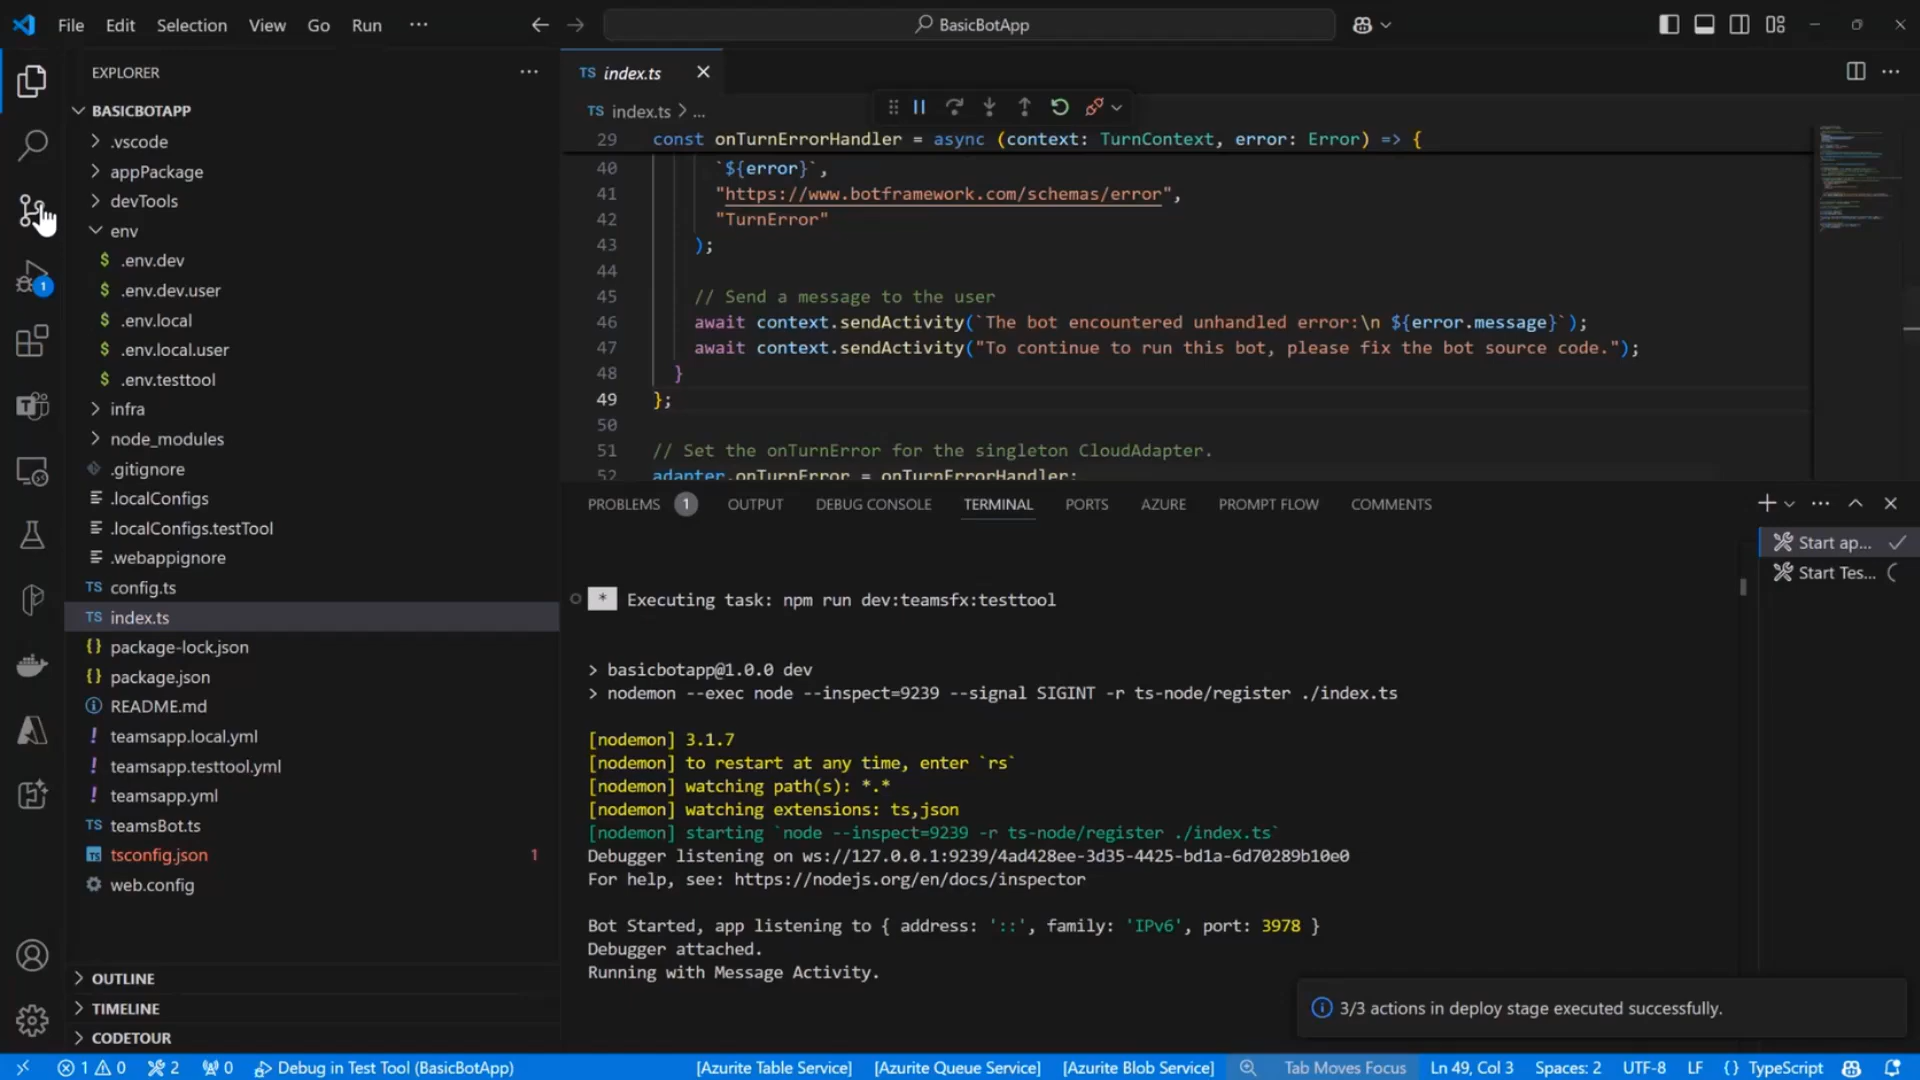 File Edit Selection View Go Run ···
BasicBotApp
EXPLORER
BASICBOTAPP
.vscode
appPackage
devTools
env
$ .env.dev
$ .env.dev.user
$ .env.local
$ .env.local.user
$ .env.testtool
infra
node_modules
.gitignore
.localConfigs
.localConfigs.testTool
.webappignore
TS config.ts
TS index.ts
{} package-lock.json
{} package.json
README.md
! teamsapp.local.yml
! teamsapp.testtool.yml
! teamsapp.yml
TS teamsBot.ts
TS tsconfig.json 1
web.config
OUTLINE
TIMELINE
CODETOUR
1
TS index.ts
TS index.ts > ...
29 const onTurnErrorHandler = async (context: TurnContext, error: Error) => {
40 `${error}`,
41 "https://www.botframework.com/schemas/error",
42 "TurnError"
43 );
44
45 // Send a message to the user
46 await context.sendActivity(`The bot encountered unhandled error:\n ${error.message}`);
47 await context.sendActivity("To continue to run this bot, please fix the bot source code.");
48 }
49 };
50
51 // Set the onTurnError for the singleton CloudAdapter.
52 adapter.onTurnError = onTurnErrorHandler;
PROBLEMS 1 OUTPUT DEBUG CONSOLE TERMINAL PORTS AZURE PROMPT FLOW COMMENTS
Start ap...
Start Tes...
* Executing task: npm run dev:teamsfx:testtool
> basicbotapp@1.0.0 dev
> nodemon --exec node --inspect=9239 --signal SIGINT -r ts-node/register ./index.ts
[nodemon] 3.1.7
[nodemon] to restart at any time, enter `rs`
[nodemon] watching path(s): *.*
[nodemon] watching extensions: ts,json
[nodemon] starting `node --inspect=9239 -r ts-node/register ./index.ts`
Debugger listening on ws://127.0.0.1:9239/4ad428ee-3d35-4425-bd1a-6d70289b10e0
For help, see: https://nodejs.org/en/docs/inspector
Bot Started, app listening to { address: '::', family: 'IPv6', port: 3978 }
Debugger attached.
Running with Message Activity.
3/3 actions in deploy stage executed successfully.
1 0 2 0 Debug in Test Tool (BasicBotApp) [Azurite Table Service] [Azurite Queue Service] [Azurite Blob Service] Tab Moves Focus Ln 49, Col 3 Spaces: 2 UTF-8 LF {} TypeScript